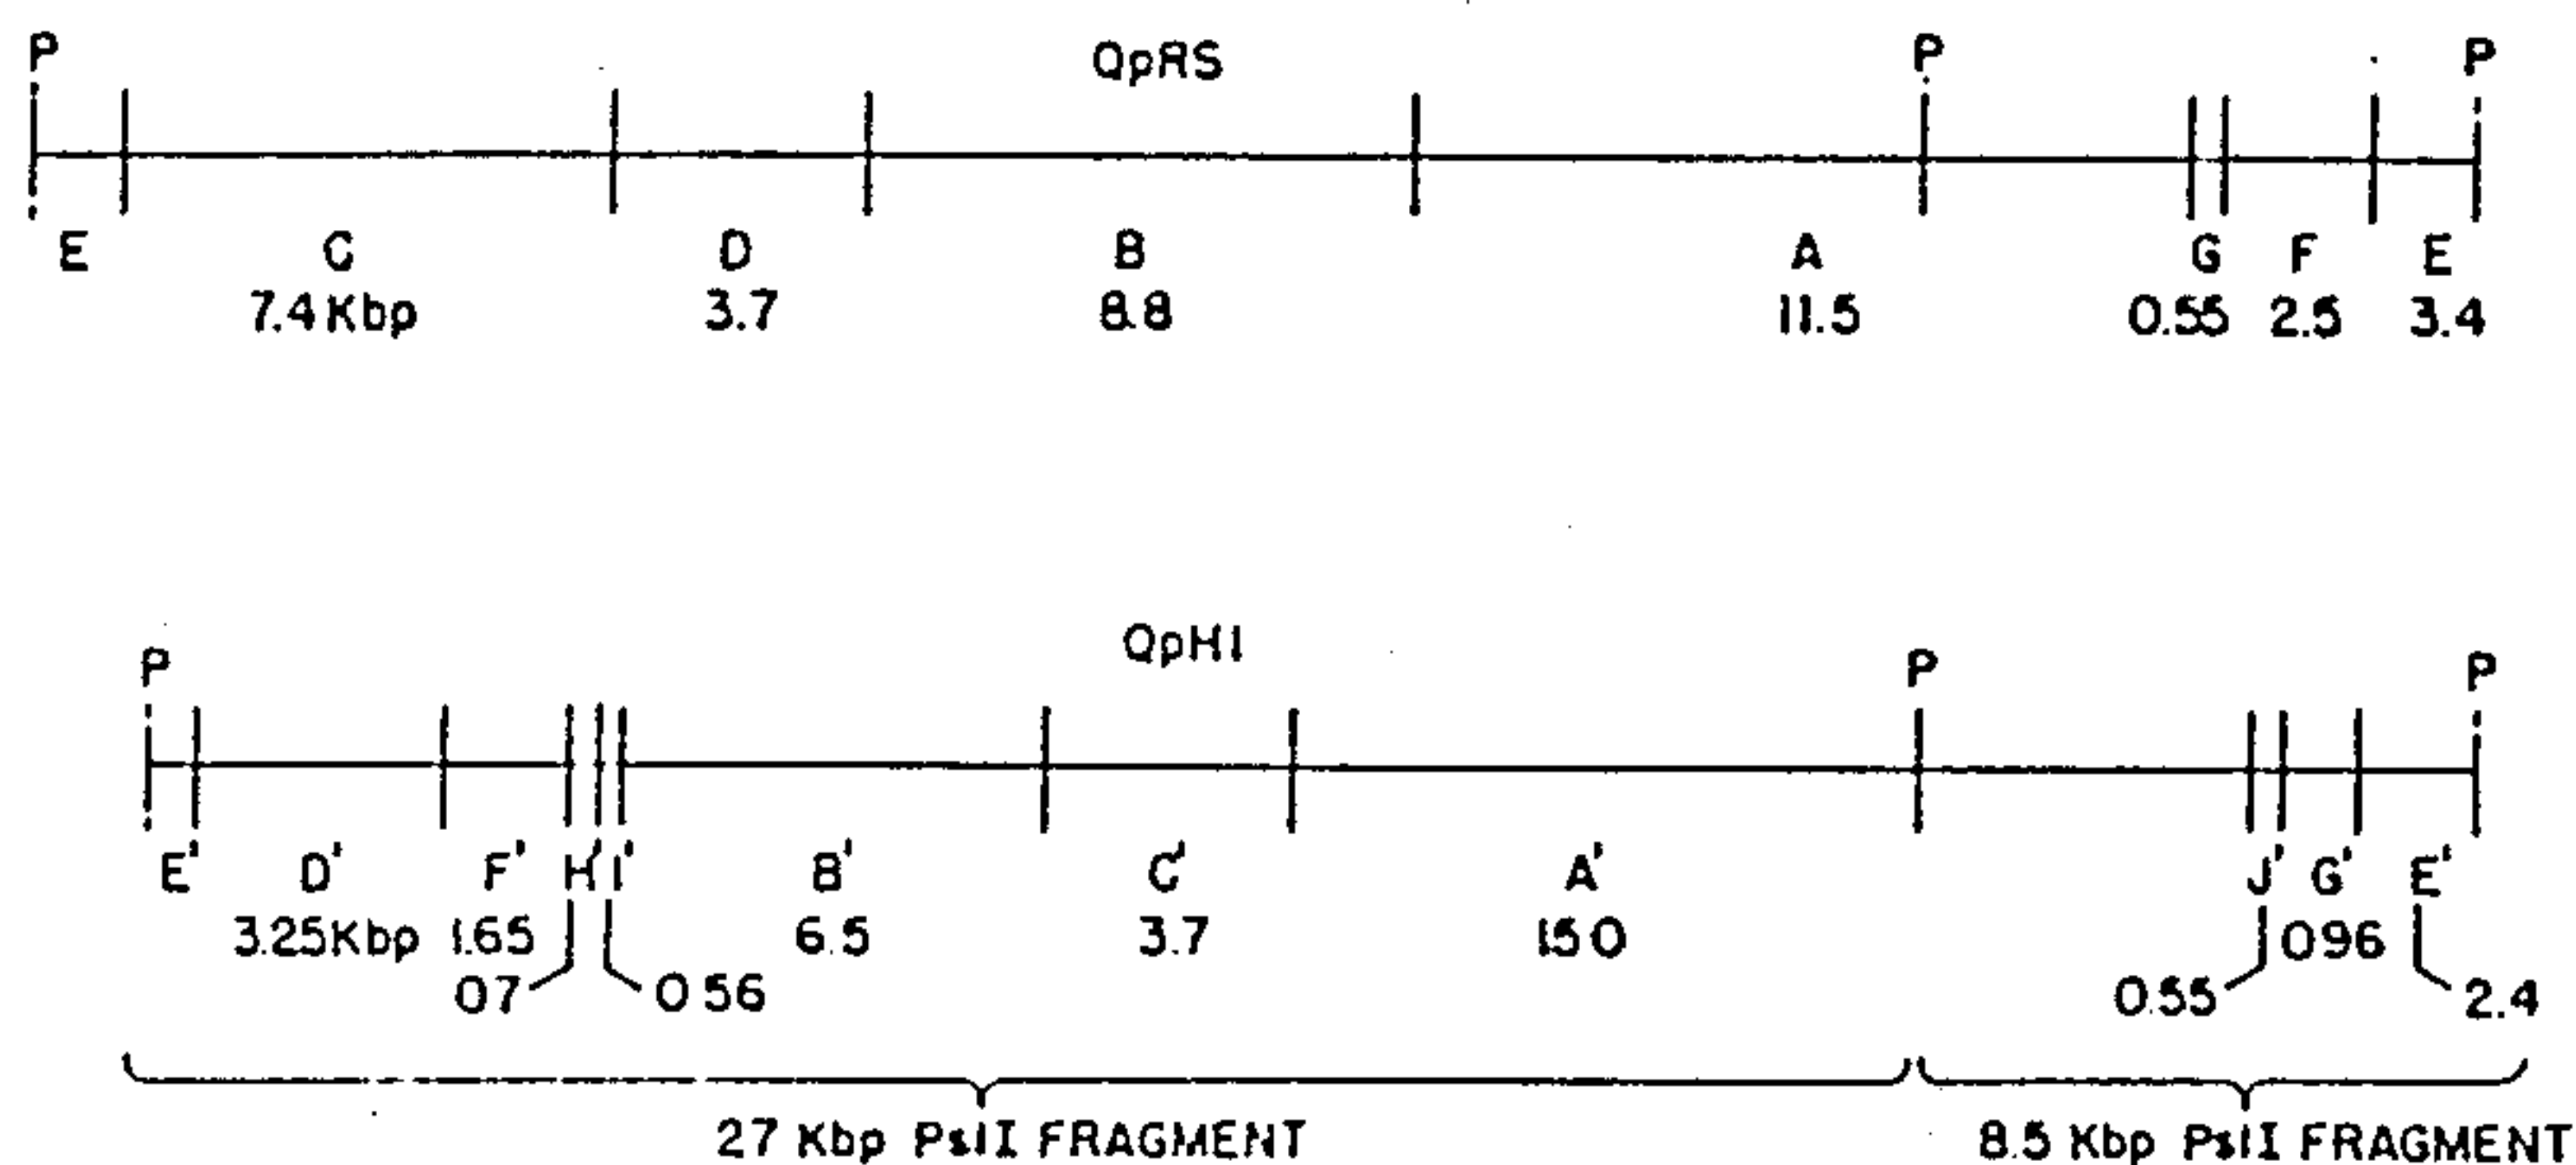 P QpRS P P
E C D B A G F E
7.4 Kbp 3.7 8.8 11.5 0.55 2.5 3.4
QpH1
P P P
E' D' F' H' I' B' C' A' J' G' E'
3.25Kbp 1.65 6.5 3.7 15.0 0.96
0.7 0.56 0.55 2.4
27 Kbp PstI FRAGMENT 8.5 Kbp PstI FRAGMENT